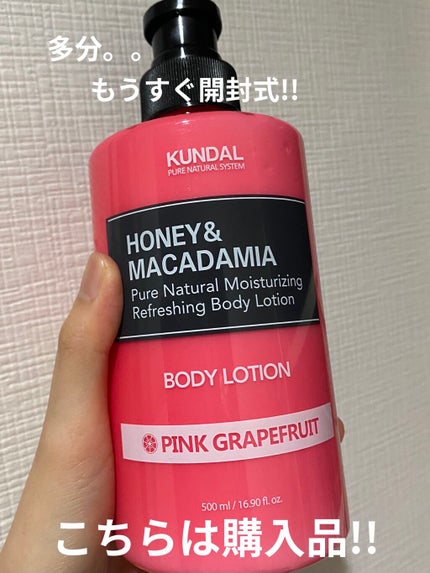 多分。。
もうすぐ開封式!!
KUNDAL
PURE NATURAL SYSTEM
HONEY&
MACADAMIA
Pure Natural Moisturizing
Refreshing Body Lotion
BODY LOTION
PINK GRAPEFRUIT
500 ml / 16.90 fl. oz.
こちらは購入品!!